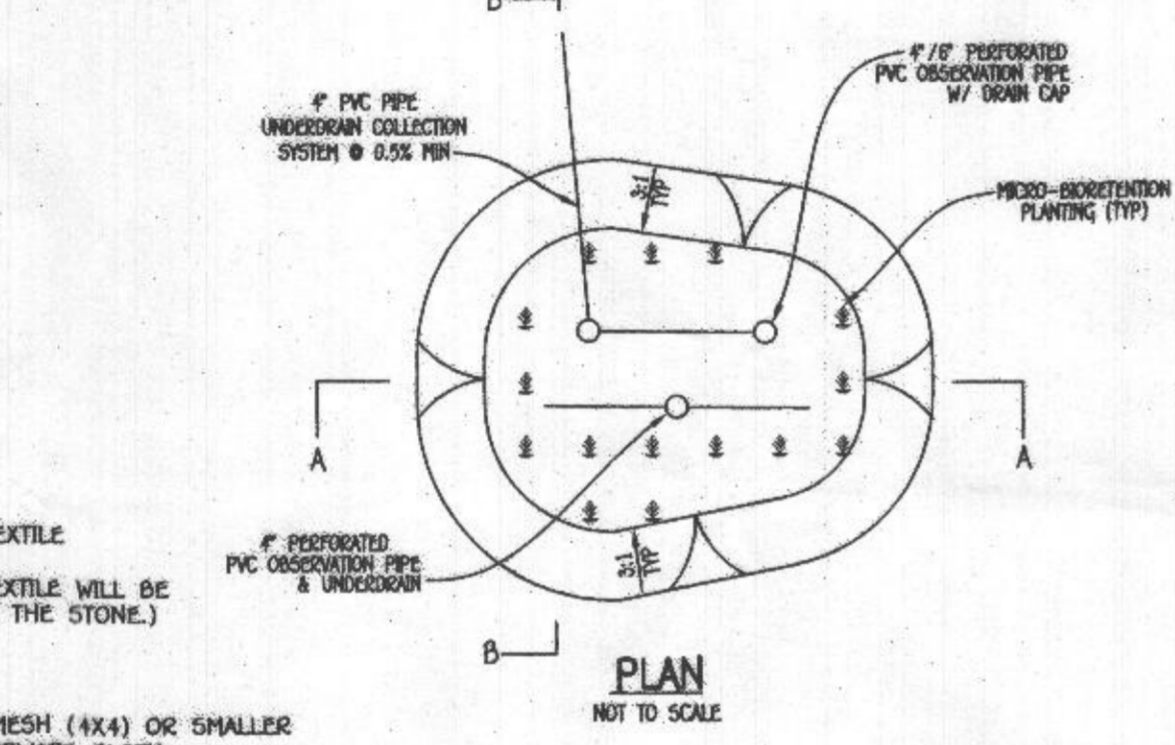 B
4"/6" PERFORATED
PVC OBSERVATION PIPE
W/ DRAIN CAP
4" PVC PIPE
UNDERDRAIN COLLECTION
SYSTEM @ 0.5% MIN
3:1
TYP
MICRO-BIORETENTION
PLANTING (TYP)
A
A
EXTILE
4" PERFORATED
PVC OBSERVATION PIPE
& UNDERDRAIN
3:1
TYP
EXTILE WILL BE
THE STONE.)
B
PLAN
NOT TO SCALE
MESH (4X4) OR SMALLER